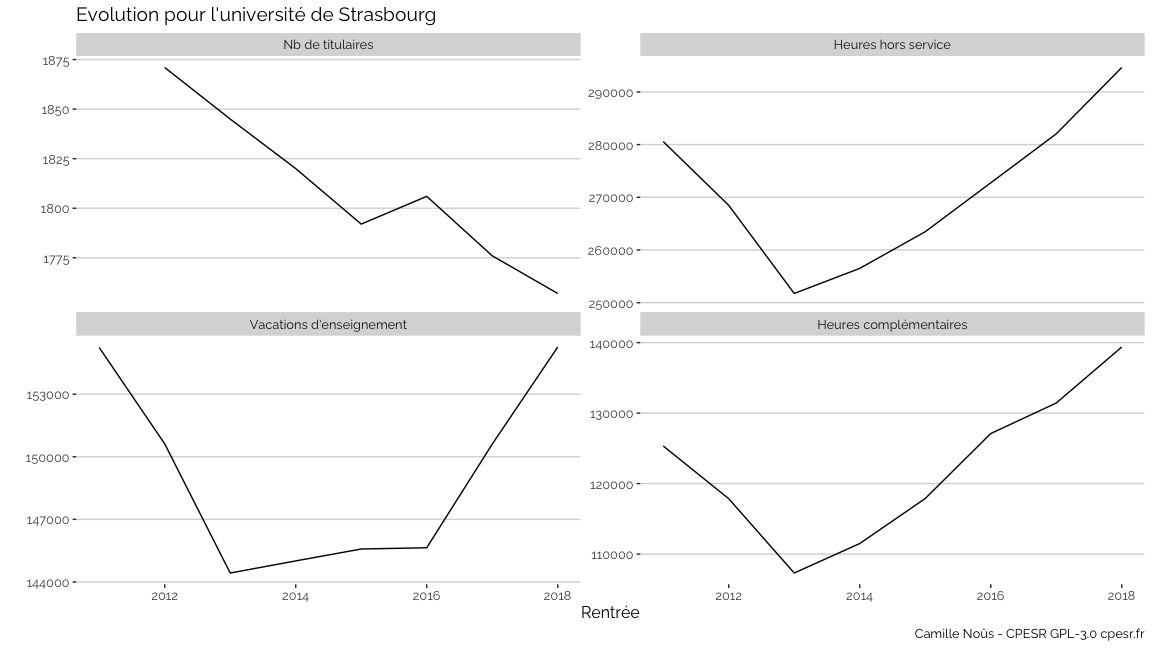 Evolution pour l'université de Strasbourg
Nb de titulaires
1875
1850
1825
1800
1775
Heures hors service
290000
280000
270000
260000
250000
Vacations d'enseignement
153000
150000
147000
144000
2012 2014 2016 2018
Heures complémentaires
140000
130000
120000
110000
2012 2014 2016 2018
Rentrée
Camille Noûs - CPESR GPL-3.0 cpesr.fr